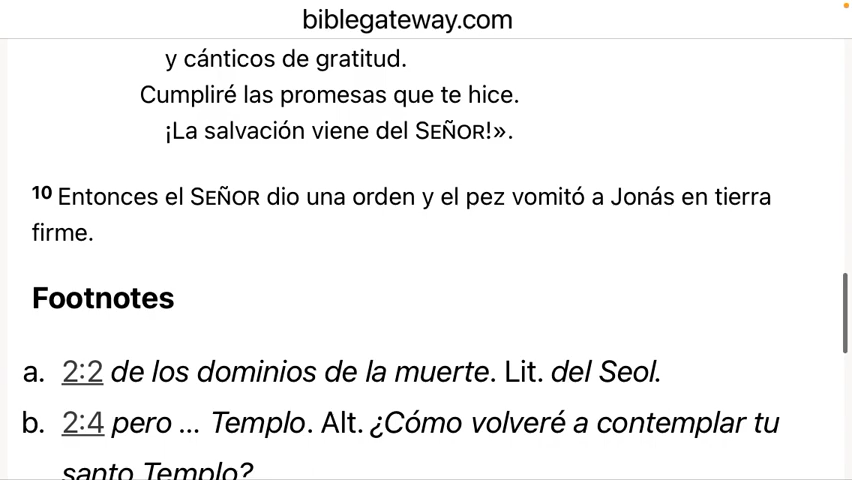 biblegateway.com
y cánticos de gratitud.
Cumpliré las promesas que te hice.
¡La salvación viene del SEÑOR!».
10 Entonces el SEÑOR dio una orden y el pez vomitó a Jonás en tierra
firme.
Footnotes
a. 2:2 de los dominios de la muerte. Lit. del Seol.
b. 2:4 pero ... Templo. Alt. ¿Cómo volveré a contemplar tu
santo Templo?